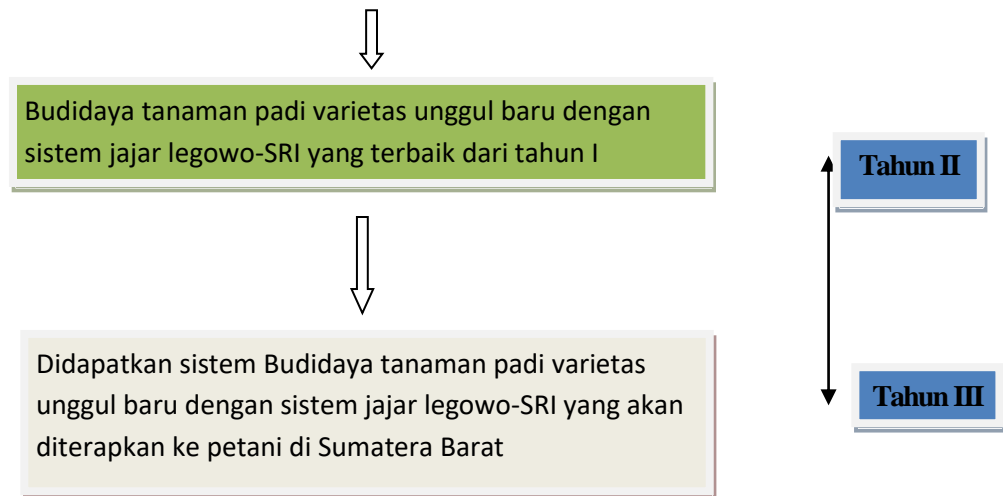 Budidaya tanaman padi varietas unggul baru dengan
sistem jajar legowo-SRI yang terbaik dari tahun I
Tahun II
Didapatkan sistem Budidaya tanaman padi varietas
unggul baru dengan sistem jajar legowo-SRI yang akan
diterapkan ke petani di Sumatera Barat
Tahun III